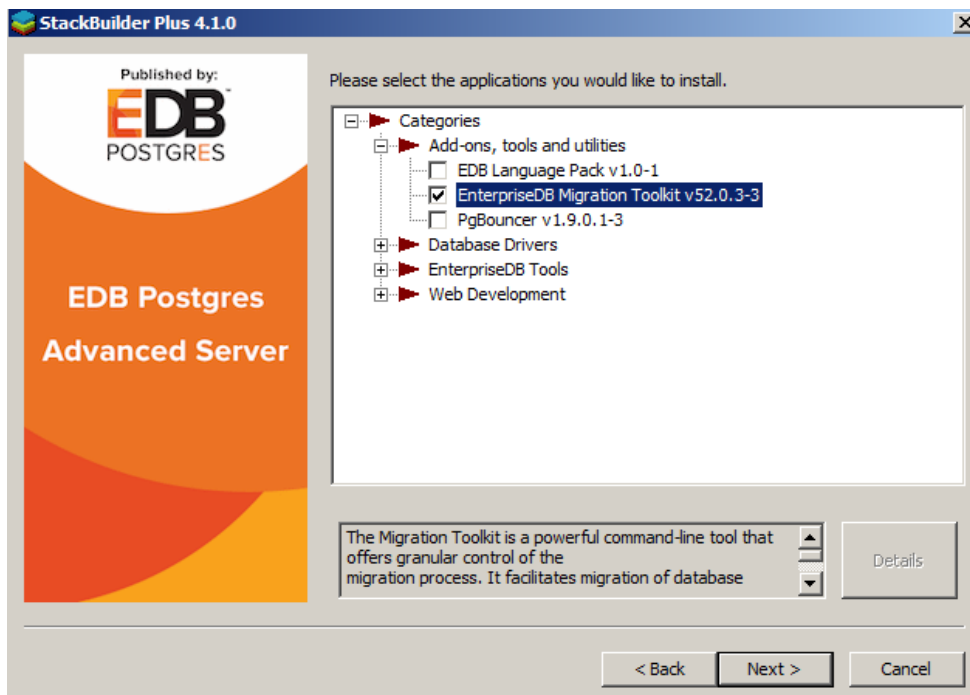 StackBuilder Plus 4.1.0
Published by:
EDB™
POSTGRES
EDB Postgres
Advanced Server
Please select the applications you would like to install.
Categories
Add-ons, tools and utilities
EDB Language Pack v1.0-1
EnterpriseDB Migration Toolkit v52.0.3-3
PgBouncer v1.9.0.1-3
Database Drivers
EnterpriseDB Tools
Web Development
The Migration Toolkit is a powerful command-line tool that
offers granular control of the
migration process. It facilitates migration of database
Details
< Back
Next >
Cancel